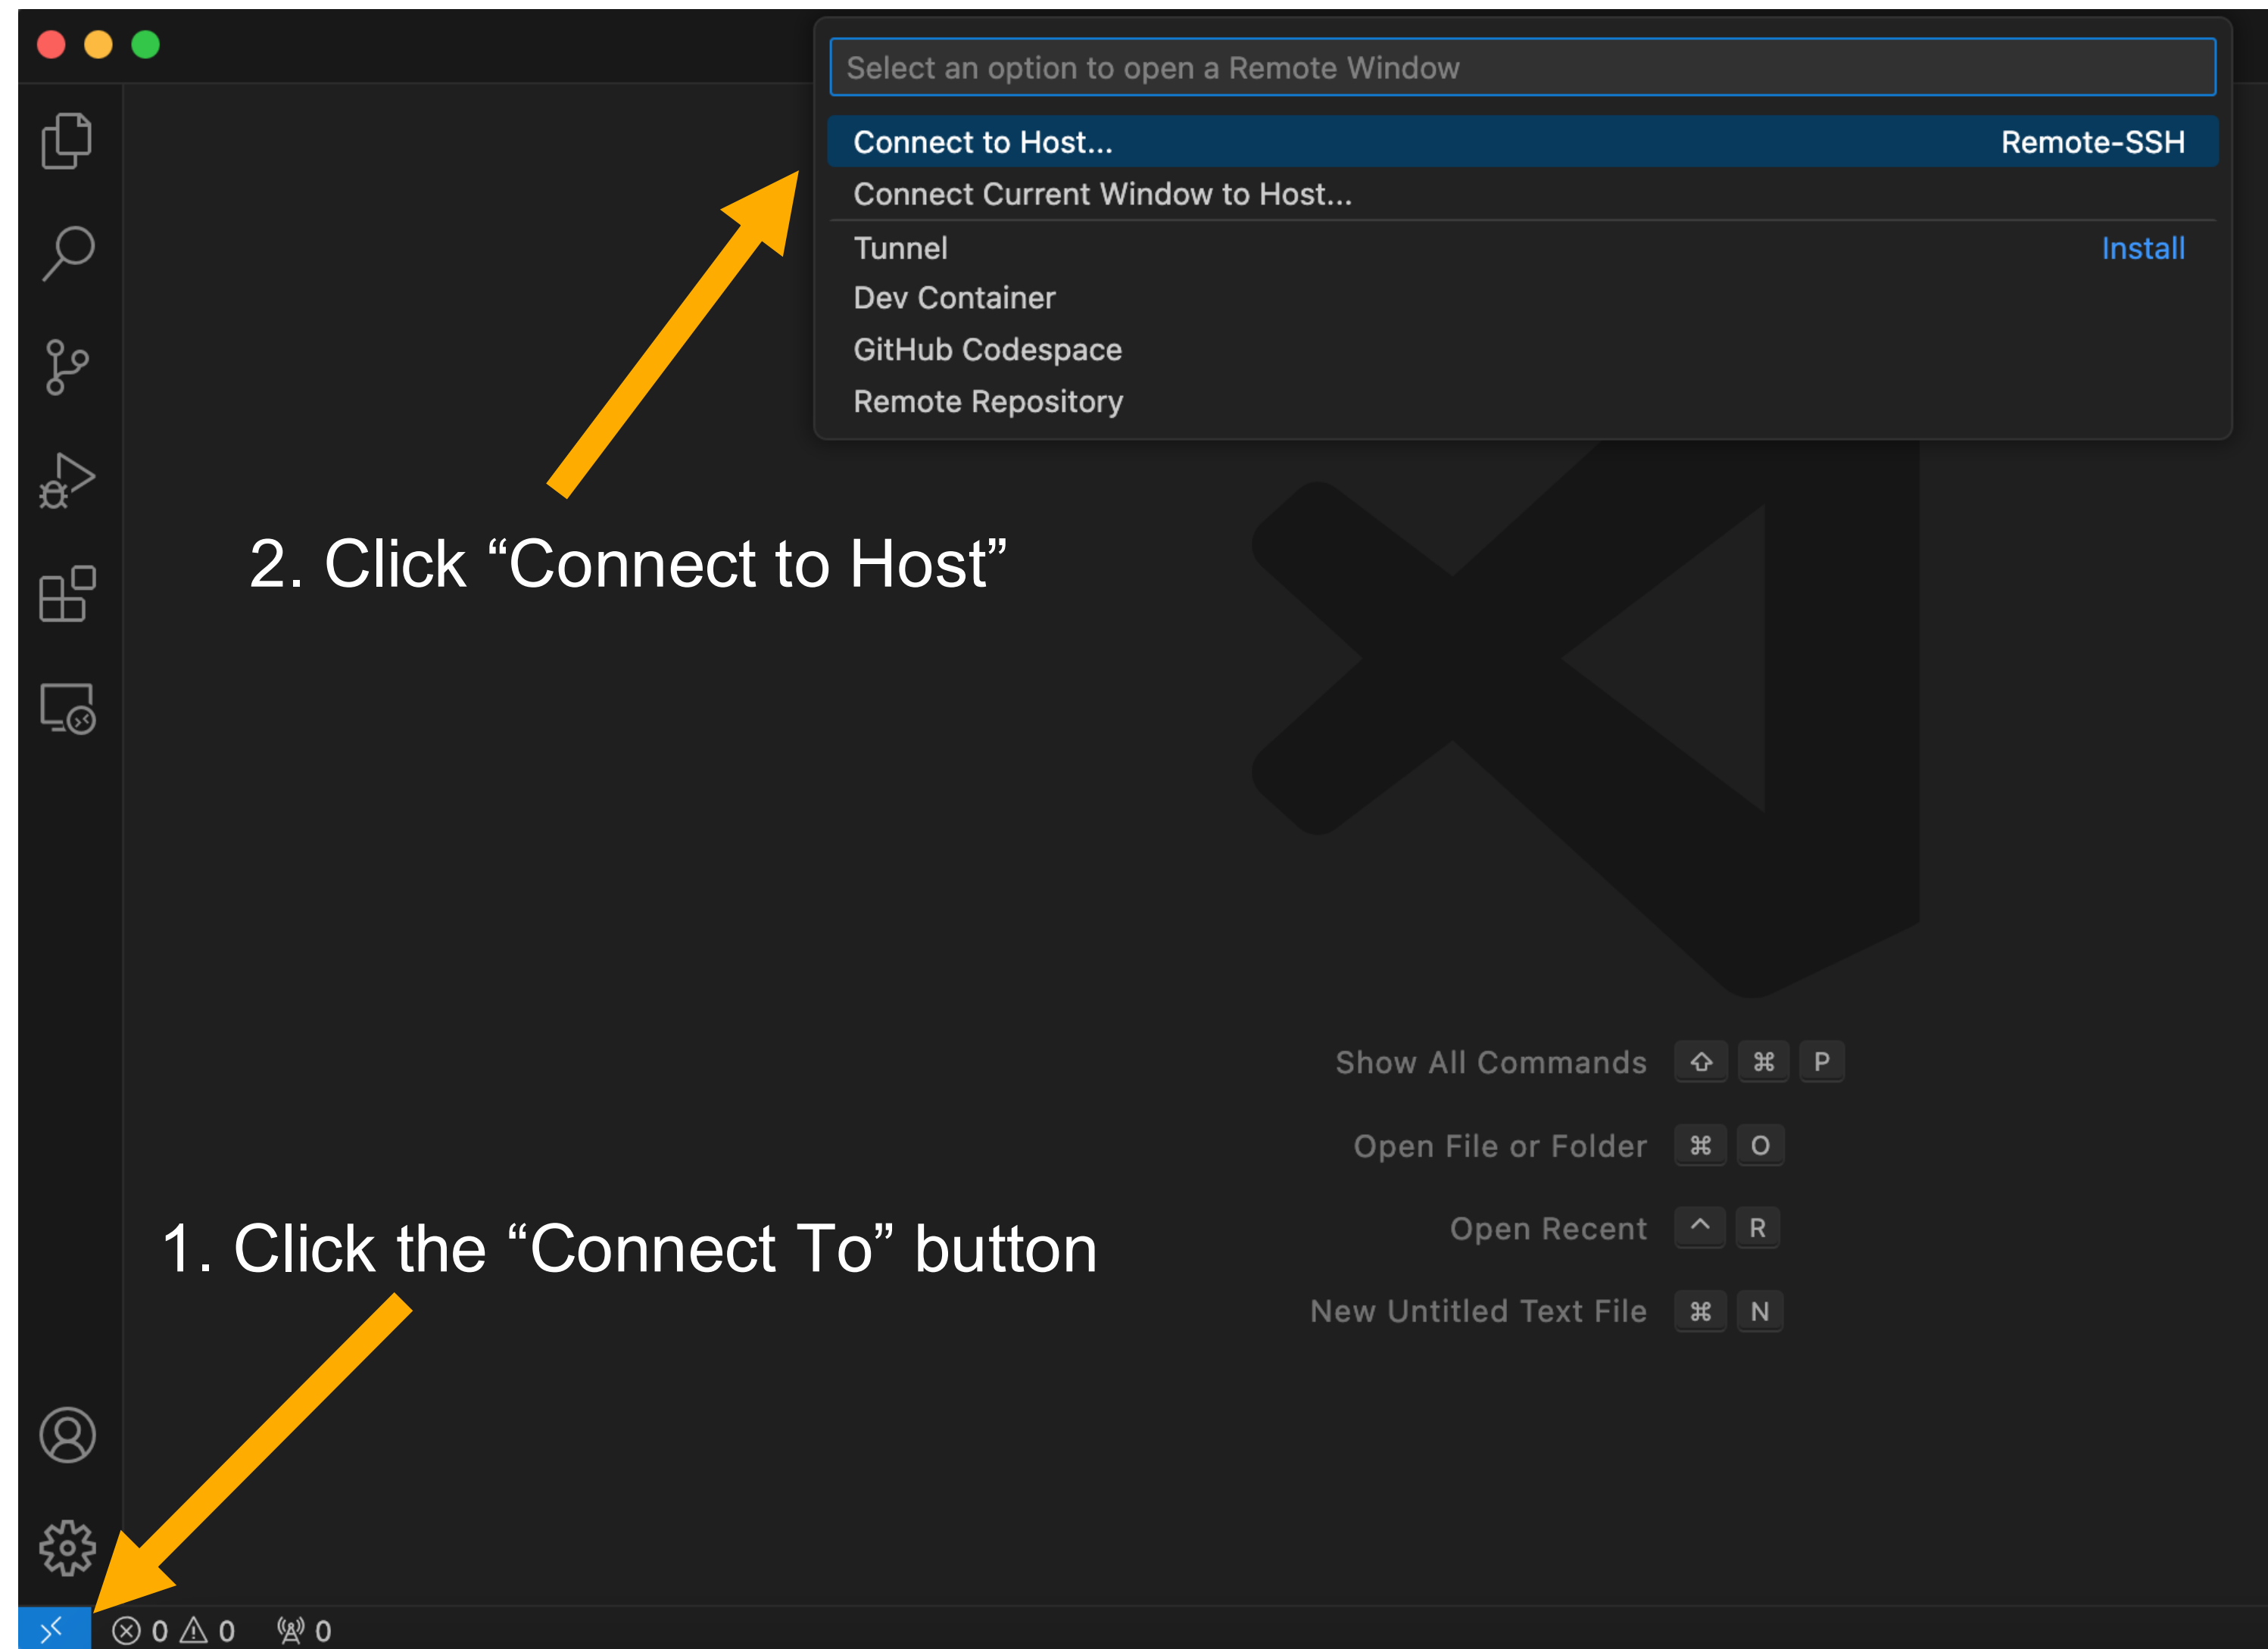 Select an option to open a Remote Window
Connect to Host... Remote-SSH
Connect Current Window to Host...
Tunnel Install
Dev Container
GitHub Codespace
Remote Repository
2. Click “Connect to Host”
Show All Commands ⇧ ⌘ P
Open File or Folder ⌘ O
1. Click the “Connect To” button
Open Recent ^ R
New Untitled Text File ⌘ N
0 0 0